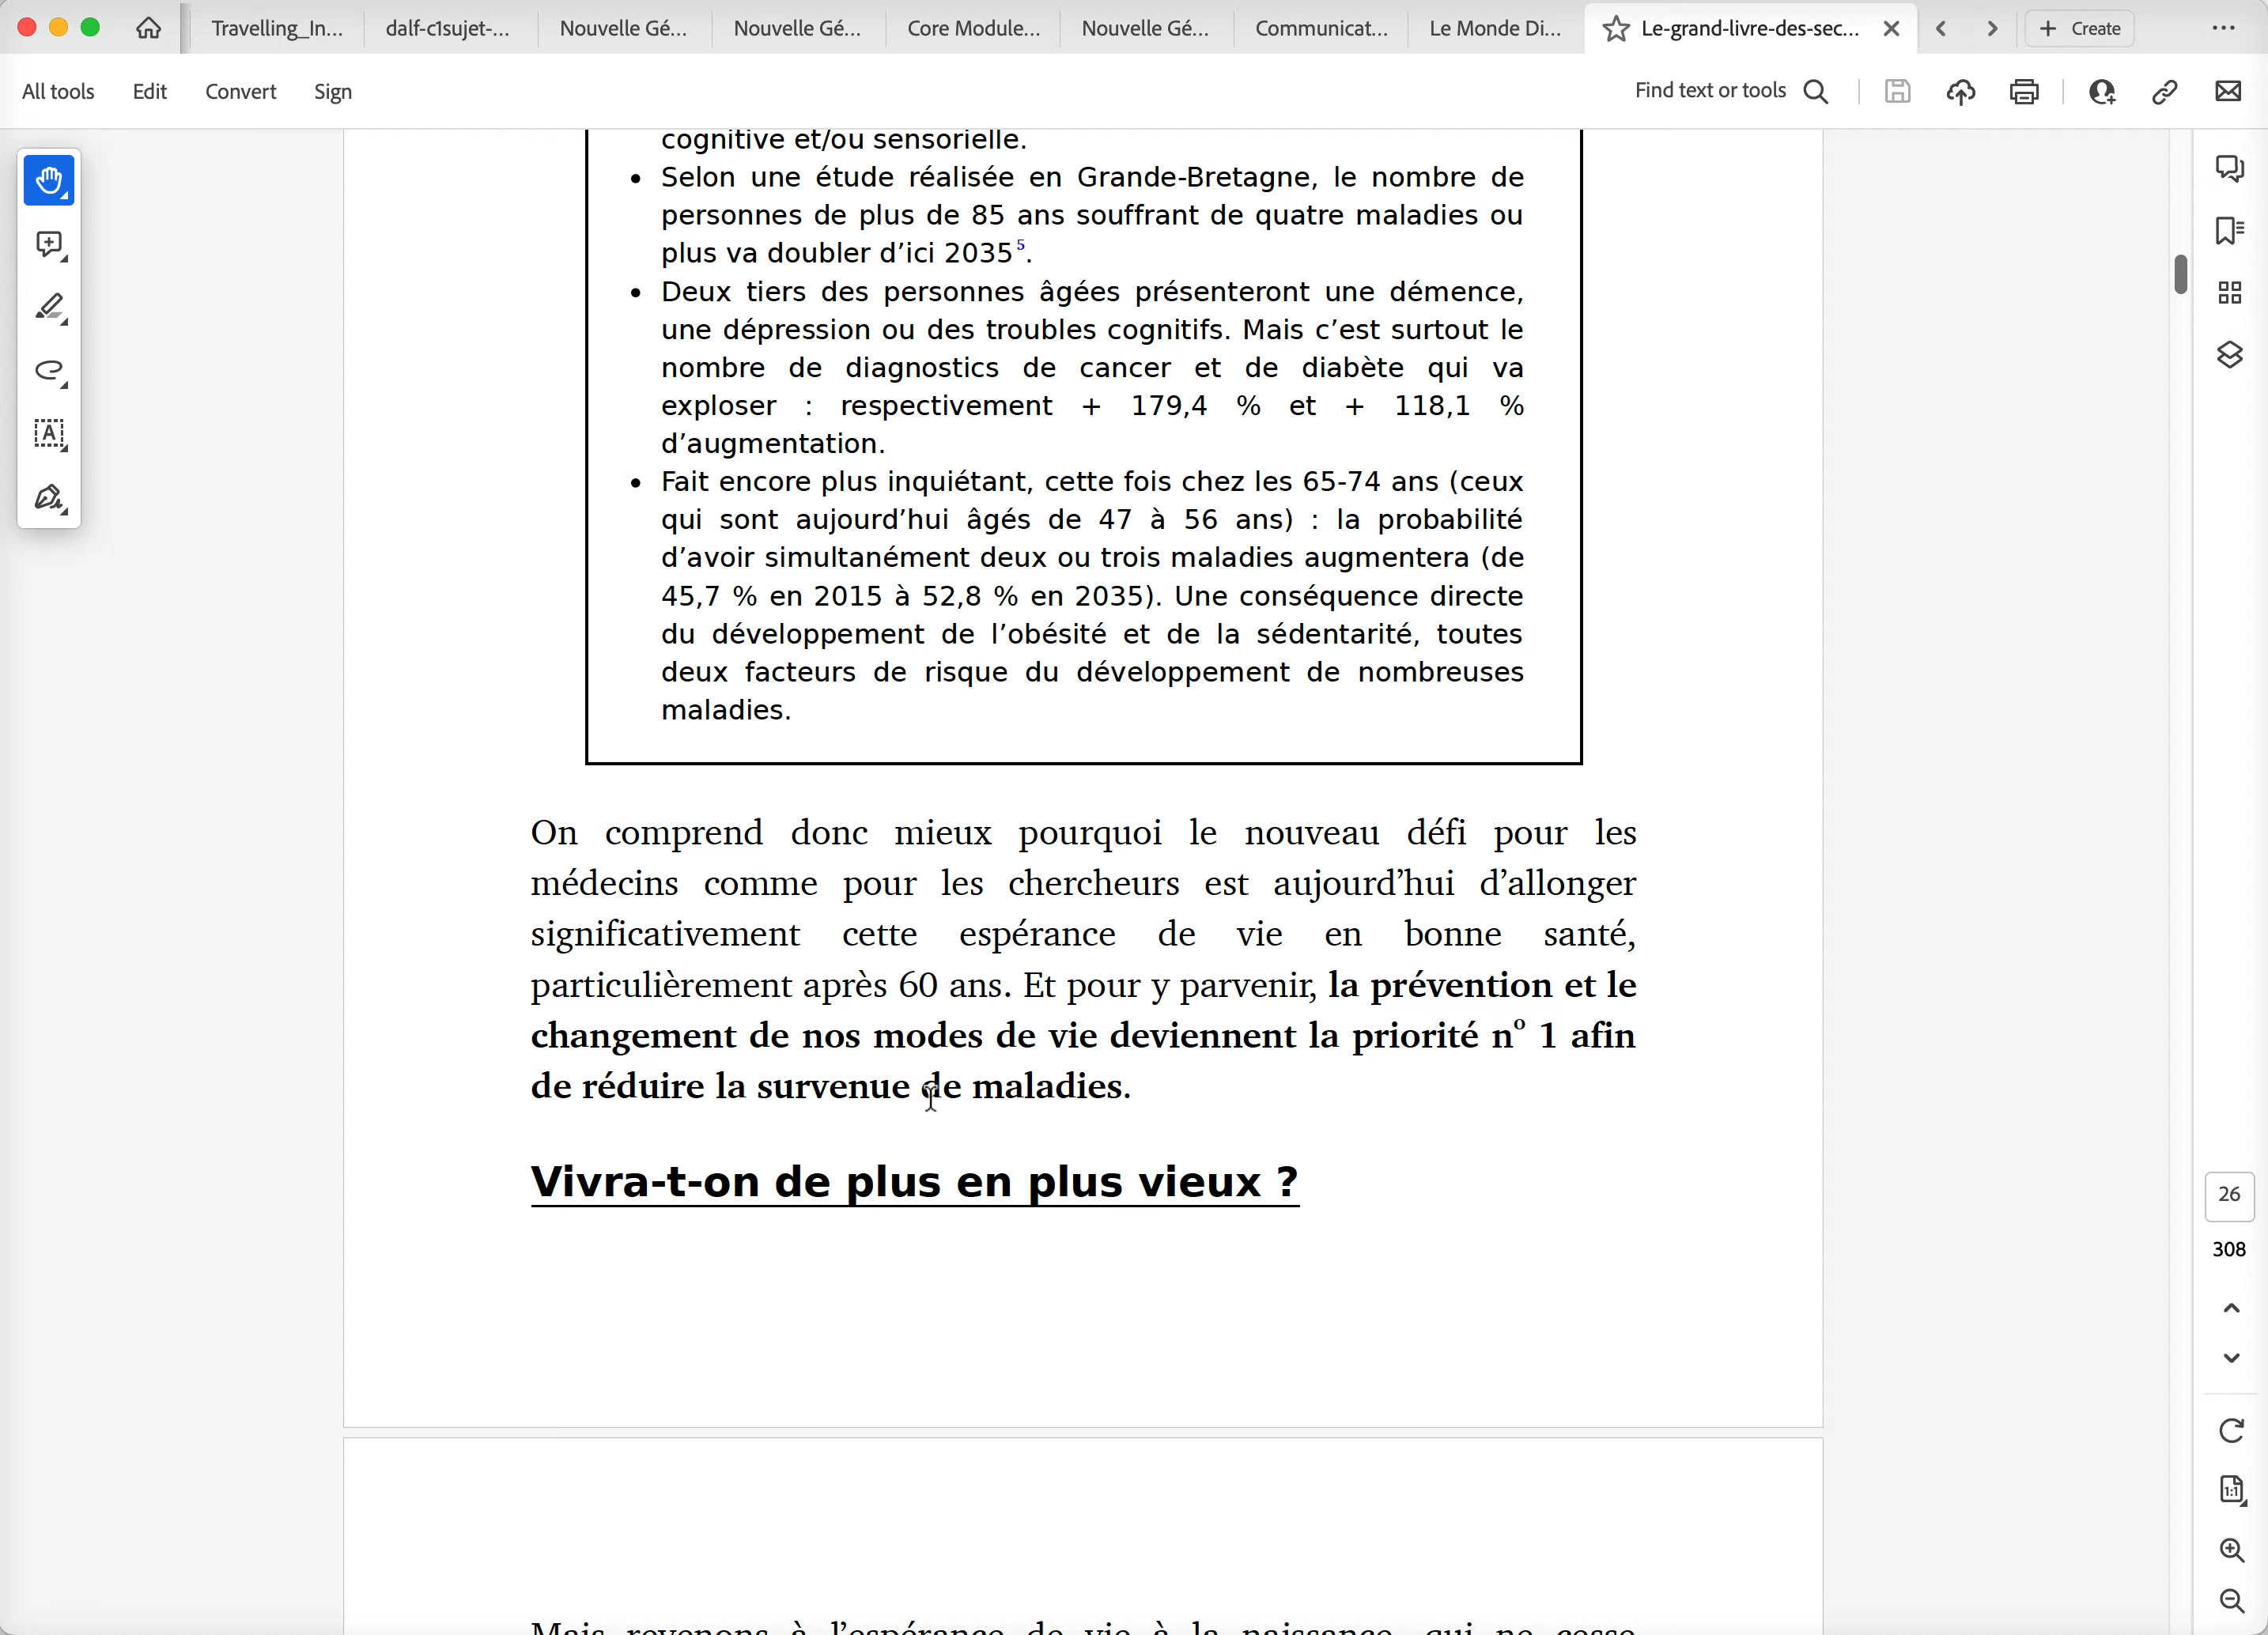 Travelling_In...
dalf-c1sujet-...
Nouvelle Gé...
Nouvelle Gé...
Core Module...
Nouvelle Gé...
Communicat...
Le Monde Di...
Le-grand-livre-des-sec...
Create
All tools
Edit
Convert
Sign
Find text or tools
cognitive et/ou sensorielle.
• Selon une étude réalisée en Grande-Bretagne, le nombre de
personnes de plus de 85 ans souffrant de quatre maladies ou
plus va doubler d’ici 2035⁵.
• Deux tiers des personnes âgées présenteront une démence,
une dépression ou des troubles cognitifs. Mais c’est surtout le
nombre de diagnostics de cancer et de diabète qui va
exploser : respectivement + 179,4 % et + 118,1 %
d’augmentation.
• Fait encore plus inquiétant, cette fois chez les 65-74 ans (ceux
qui sont aujourd’hui âgés de 47 à 56 ans) : la probabilité
d’avoir simultanément deux ou trois maladies augmentera (de
45,7 % en 2015 à 52,8 % en 2035). Une conséquence directe
du développement de l’obésité et de la sédentarité, toutes
deux facteurs de risque du développement de nombreuses
maladies.
On comprend donc mieux pourquoi le nouveau défi pour les
médecins comme pour les chercheurs est aujourd’hui d’allonger
significativement cette espérance de vie en bonne santé,
particulièrement après 60 ans. Et pour y parvenir, la prévention et le
changement de nos modes de vie deviennent la priorité nº 1 afin
de réduire la survenue de maladies.
Vivra-t-on de plus en plus vieux ?
Mais revenons à l’espérance de vie à la naissance, qui ne cesse
26
308
1:1